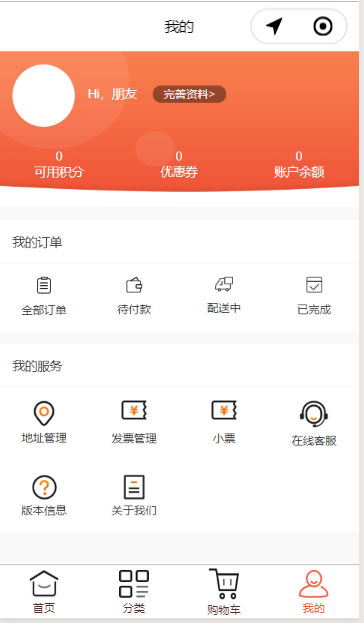 我的
Hi，朋友 完善资料>
0 0 0
可用积分 优惠券 账户余额
我的订单
全部订单 待付款 配送中 已完成
我的服务
地址管理 发票管理 小票 在线客服
版本信息 关于我们
首页 分类 购物车 我的